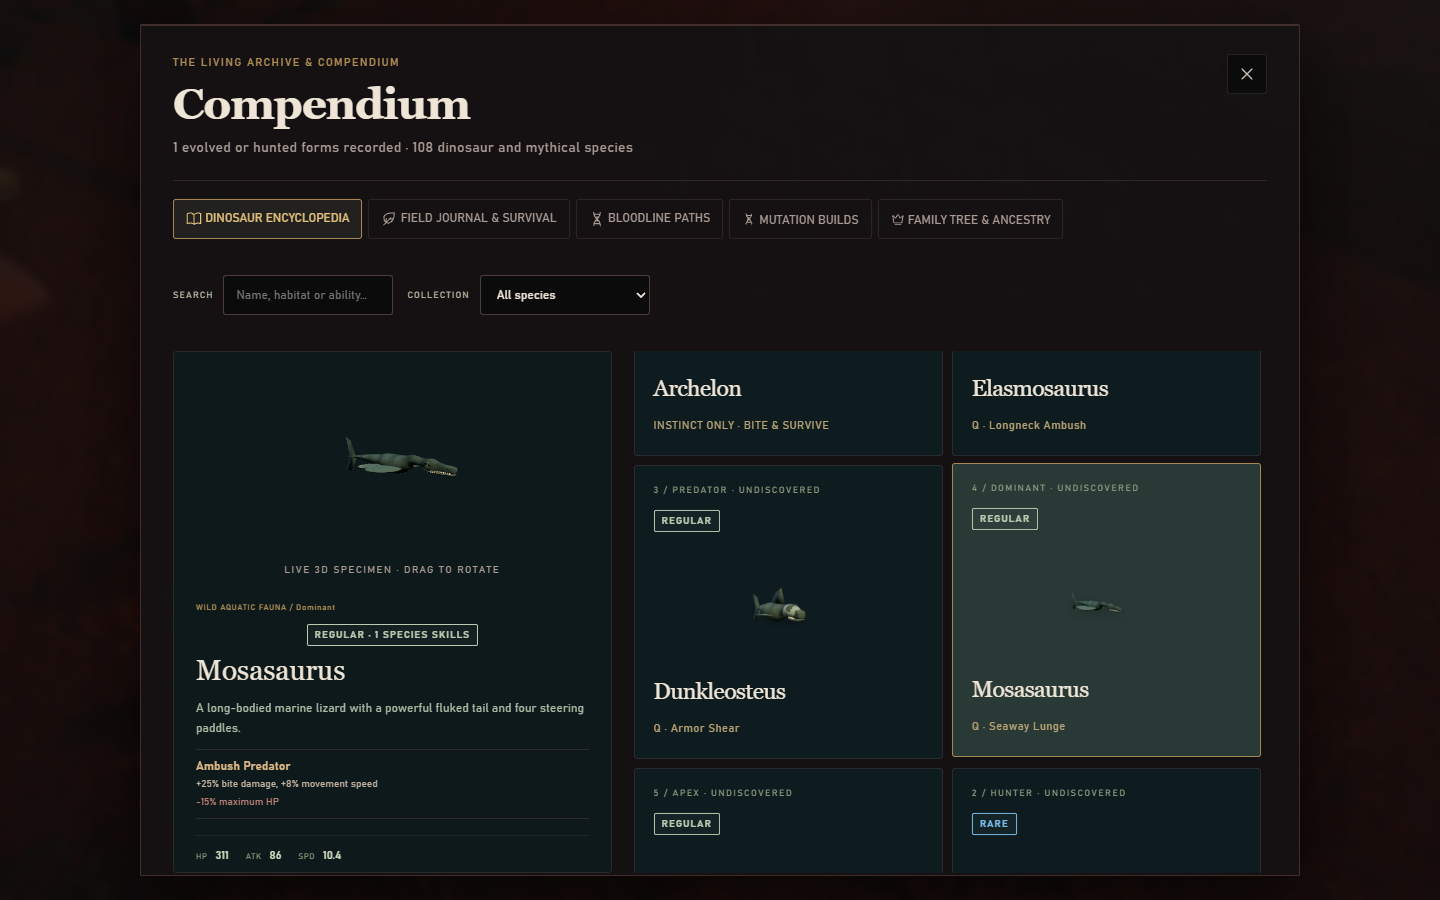 THE LIVING ARCHIVE & COMPENDIUM
Compendium
1 evolved or hunted forms recorded · 108 dinosaur and mythical species
DINOSAUR ENCYCLOPEDIA
FIELD JOURNAL & SURVIVAL
BLOODLINE PATHS
MUTATION BUILDS
FAMILY TREE & ANCESTRY
SEARCH
Name, habitat or ability...
COLLECTION
All species
LIVE 3D SPECIMEN · DRAG TO ROTATE
WILD AQUATIC FAUNA / Dominant
REGULAR · 1 SPECIES SKILLS
Mosasaurus
A long-bodied marine lizard with a powerful fluked tail and four steering
paddles.
Ambush Predator
+25% bite damage, +8% movement speed
-15% maximum HP
HP 311 ATK 86 SPD 10.4
Archelon
INSTINCT ONLY · BITE & SURVIVE
Elasmosaurus
Q · Longneck Ambush
3 / PREDATOR · UNDISCOVERED
REGULAR
Dunkleosteus
Q · Armor Shear
4 / DOMINANT · UNDISCOVERED
REGULAR
Mosasaurus
Q · Seaway Lunge
5 / APEX · UNDISCOVERED
REGULAR
2 / HUNTER · UNDISCOVERED
RARE